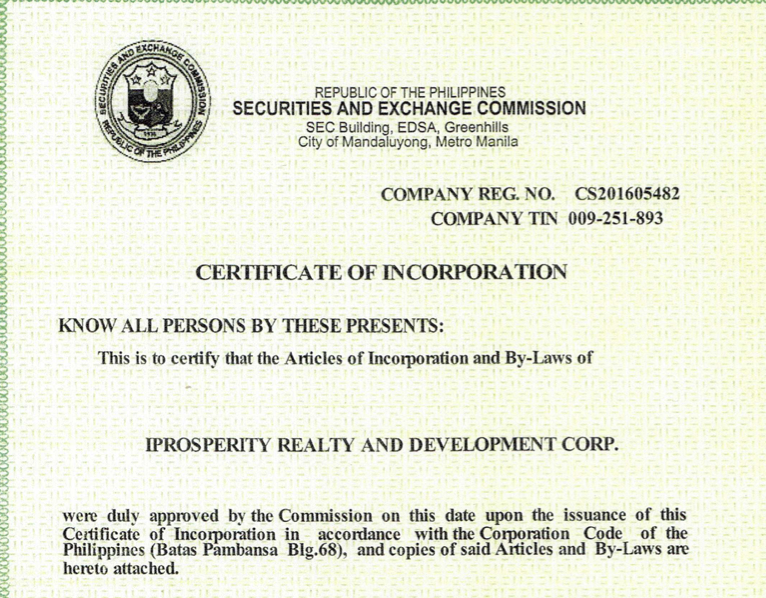 SECURITIES AND EXCHANGE COMMISSION
1936
REPUBLIC OF THE PHILIPPINES
REPUBLIC OF THE PHILIPPINES
SECURITIES AND EXCHANGE COMMISSION
SEC Building, EDSA, Greenhills
City of Mandaluyong, Metro Manila
COMPANY REG. NO. CS201605482
COMPANY TIN 009-251-893
CERTIFICATE OF INCORPORATION
KNOW ALL PERSONS BY THESE PRESENTS:
This is to certify that the Articles of Incorporation and By-Laws of
IPROSPERITY REALTY AND DEVELOPMENT CORP.
were duly approved by the Commission on this date upon the issuance of this
Certificate of Incorporation in accordance with the Corporation Code of the
Philippines (Batas Pambansa Blg.68), and copies of said Articles and By-Laws are
hereto attached.